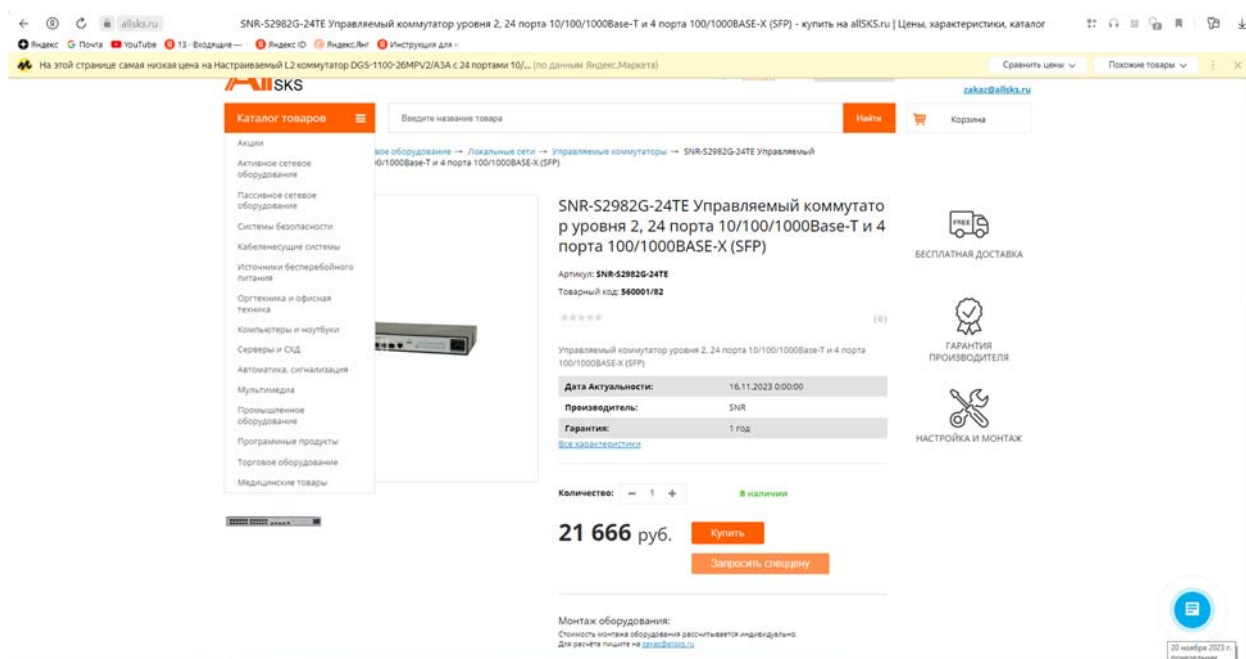 allsks.ru
SNR-S2982G-24TE Управляемый коммутатор уровня 2, 24 порта 10/100/1000Base-T и 4 порта 100/1000BASE-X (SFP) - купить на allSKS.ru | Цены, характеристики, каталог
Яндекс Почта YouTube 13 · Входящие — Яндекс ID Яндекс.Янг Инструкция для
На этой странице самая низкая цена на Настраиваемый L2 коммутатор DGS-1100-26MPV2/A3A с 24 портами 10/... (по данным Яндекс.Маркета)
Сравнить цены
Похожие товары
SKS
zakaz@allsks.ru
Каталог товаров
Введите название товара
Найти
Корзина
Акции
Активное сетевое
оборудование
Пассивное сетевое
оборудование
Системы безопасности
Кабеленесущие системы
Источники бесперебойного
питания
Оргтехника и офисная
техника
Компьютеры и ноутбуки
Серверы и СХД
Автоматика, сигнализация
Мультимедиа
Промышленное
оборудование
Программные продукты
Торговое оборудование
Медицинские товары
вое оборудование → Локальные сети → Управляемые коммутаторы → SNR-S2982G-24TE Управляемый
00/1000Base-T и 4 порта 100/1000BASE-X (SFP)
SNR-S2982G-24TE Управляемый коммутато
р уровня 2, 24 порта 10/100/1000Base-T и 4
порта 100/1000BASE-X (SFP)
Артикул: SNR-S2982G-24TE
Товарный код: 560001/82
(0)
Управляемый коммутатор уровня 2, 24 порта 10/100/1000Base-T и 4 порта
100/1000BASE-X (SFP)
Дата Актуальности: 16.11.2023 0:00:00
Производитель: SNR
Гарантия: 1 год
Все характеристики
Количество: − 1 + В наличии
21 666 руб. Купить
Запросить спеццену
Монтаж оборудования:
Стоимость монтажа оборудования рассчитывается индивидуально.
Для расчёта пишите на zakaz@allsks.ru
FREE
БЕСПЛАТНАЯ ДОСТАВКА
ГАРАНТИЯ
ПРОИЗВОДИТЕЛЯ
НАСТРОЙКА И МОНТАЖ
20 ноября 2023 г.
понедельник